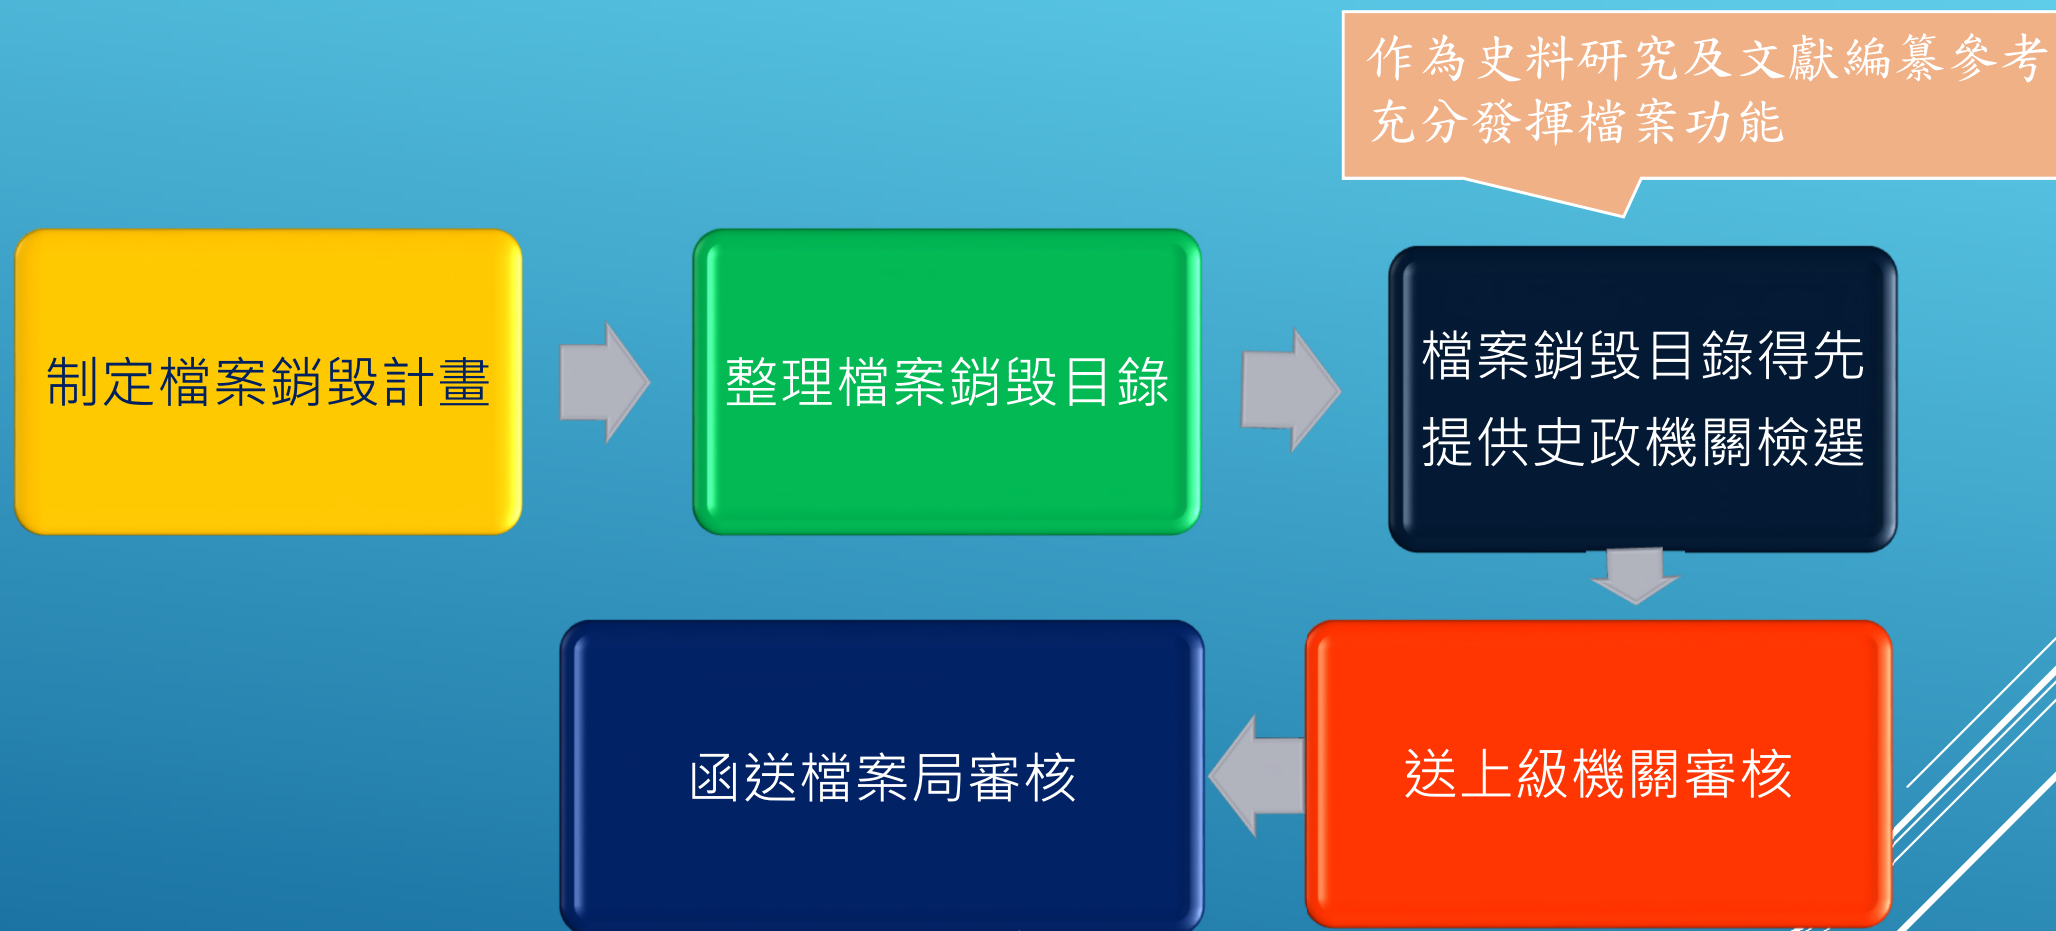 作為史料研究及文獻編纂參考
充分發揮檔案功能
制定檔案銷毀計畫
整理檔案銷毀目錄
檔案銷毀目錄得先
提供史政機關檢選
送上級機關審核
函送檔案局審核